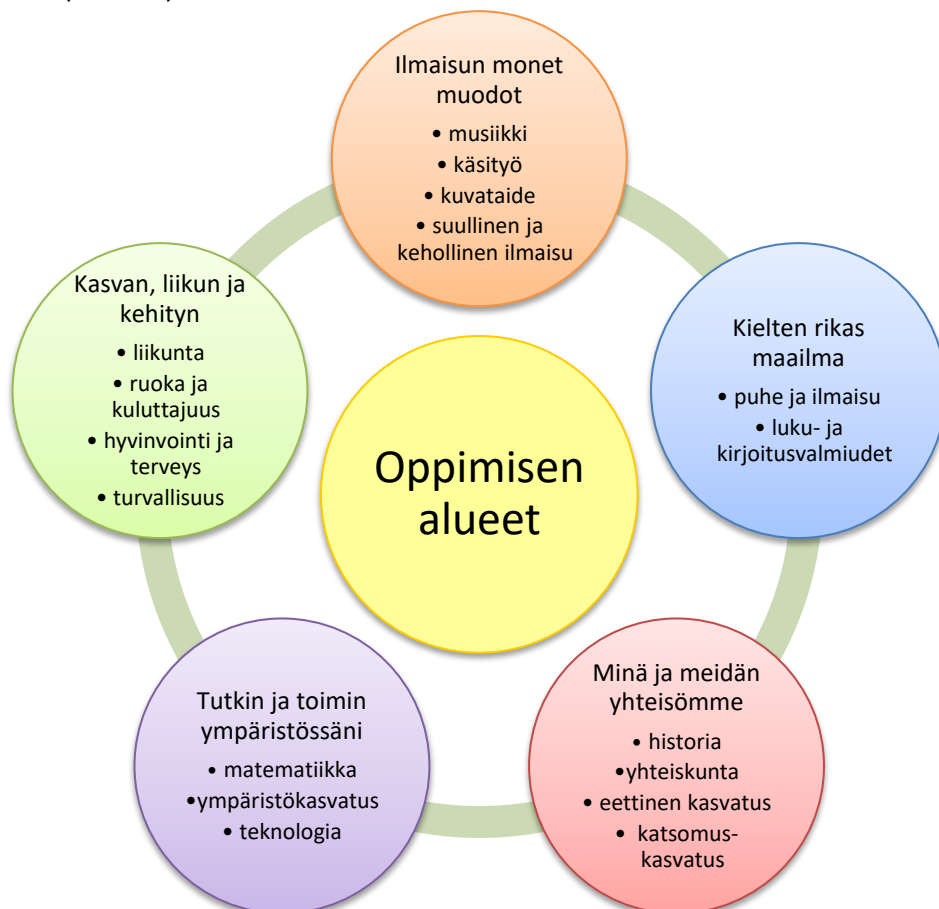 Ilmaisun monet
muodot
• musiikki
• käsityö
• kuvataide
• suullinen ja
kehollinen ilmaisu
Kielten rikas
maailma
• puhe ja ilmaisu
• luku- ja
kirjoitusvalmiudet
Minä ja meidän
yhteisömme
• historia
•yhteiskunta
• eettinen kasvatus
• katsomus-
kasvatus
Tutkin ja toimin
ympäristössäni
• matematiikka
•ympäristökasvatus
• teknologia
Kasvan, liikun ja
kehityn
• liikunta
• ruoka ja
kuluttajuus
• hyvinvointi ja
terveys
• turvallisuus
Oppimisen
alueet